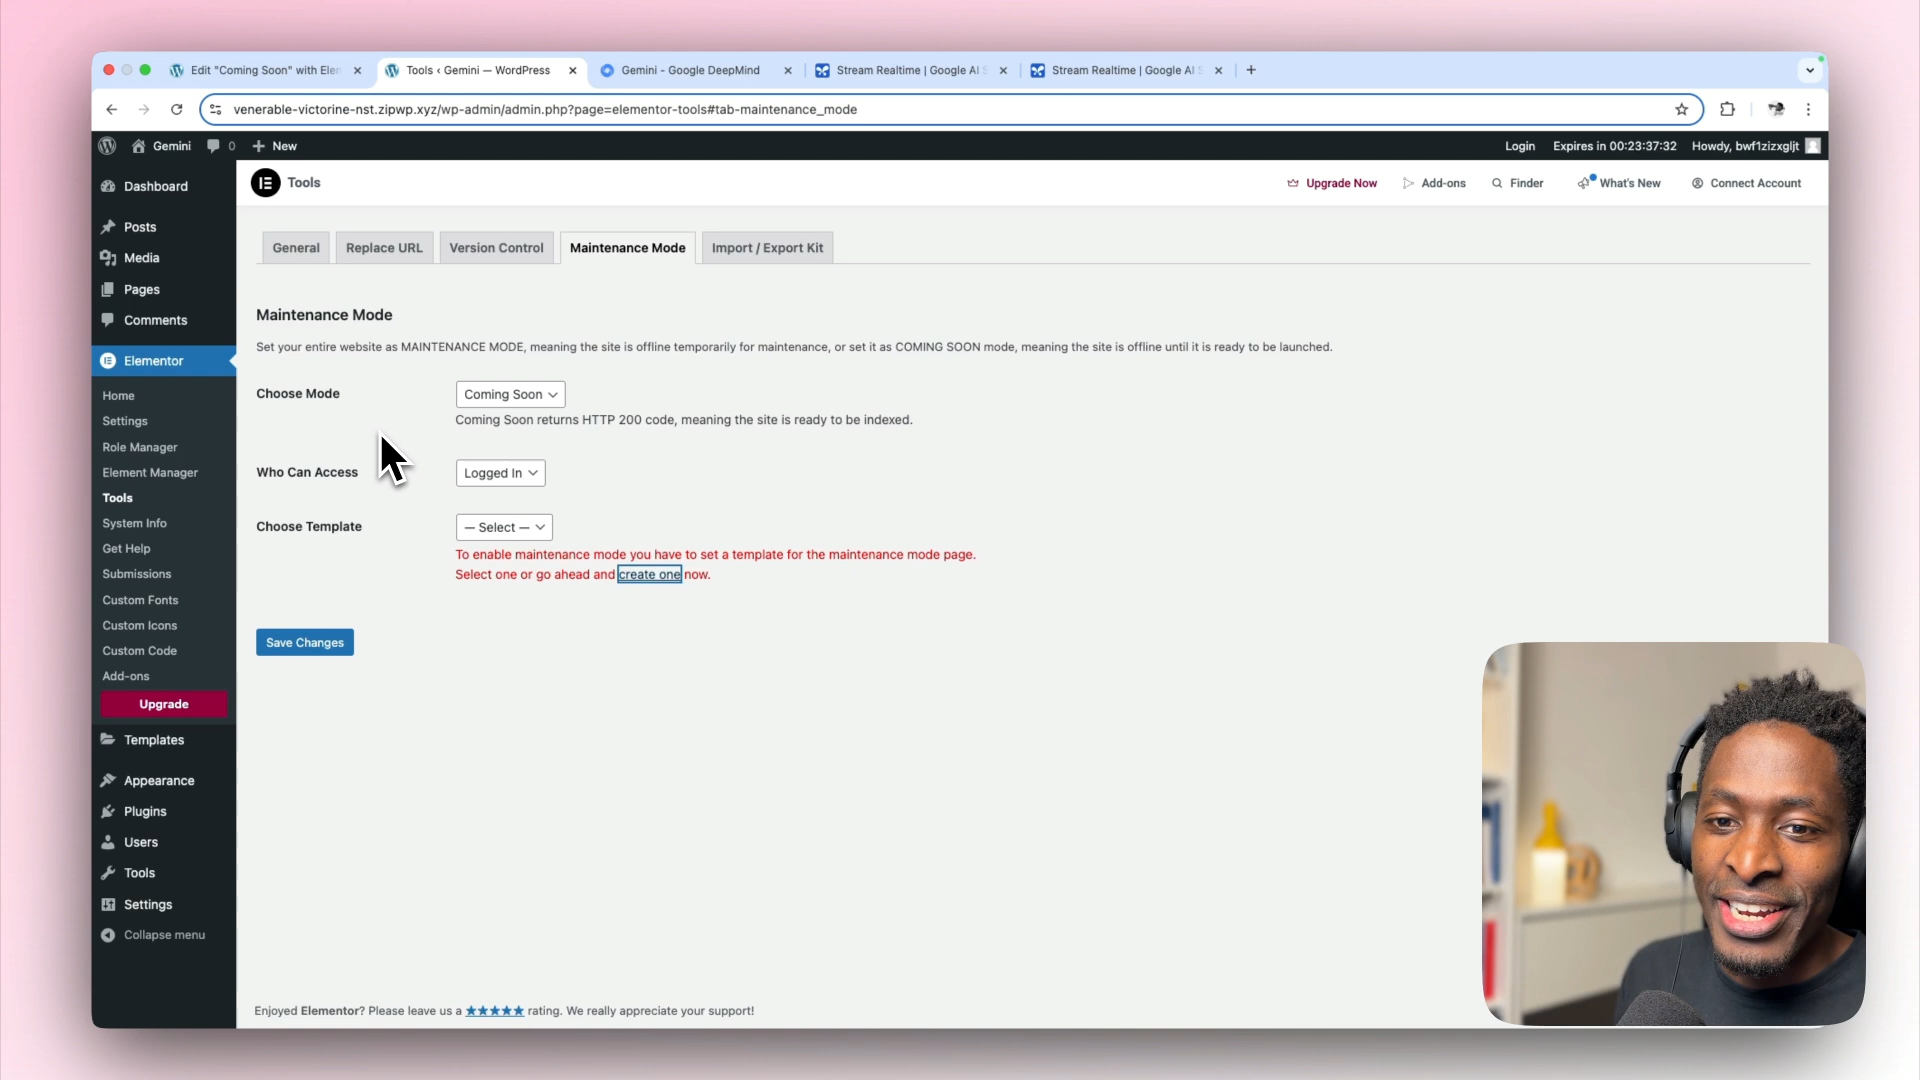 Edit "Coming Soon" with Elen
Tools ‹ Gemini — WordPress
Gemini - Google DeepMind
Stream Realtime | Google AI S
Stream Realtime | Google AI S
venerable-victorine-nst.zipwp.xyz/wp-admin/admin.php?page=elementor-tools#tab-maintenance_mode
Gemini
0
New
Login
Expires in 00:23:37:32
Howdy, bwf1zizxgljt
Dashboard
Posts
Media
Pages
Comments
Elementor
Home
Settings
Role Manager
Element Manager
Tools
System Info
Get Help
Submissions
Custom Fonts
Custom Icons
Custom Code
Add-ons
Upgrade
Templates
Appearance
Plugins
Users
Tools
Settings
Collapse menu
Tools
Upgrade Now
Add-ons
Finder
What's New
Connect Account
General
Replace URL
Version Control
Maintenance Mode
Import / Export Kit
Maintenance Mode
Set your entire website as MAINTENANCE MODE, meaning the site is offline temporarily for maintenance, or set it as COMING SOON mode, meaning the site is offline until it is ready to be launched.
Choose Mode
Coming Soon
Coming Soon returns HTTP 200 code, meaning the site is ready to be indexed.
Who Can Access
Logged In
Choose Template
— Select —
To enable maintenance mode you have to set a template for the maintenance mode page.
Select one or go ahead and create one now.
Save Changes
Enjoyed Elementor? Please leave us a ★★★★★ rating. We really appreciate your support!